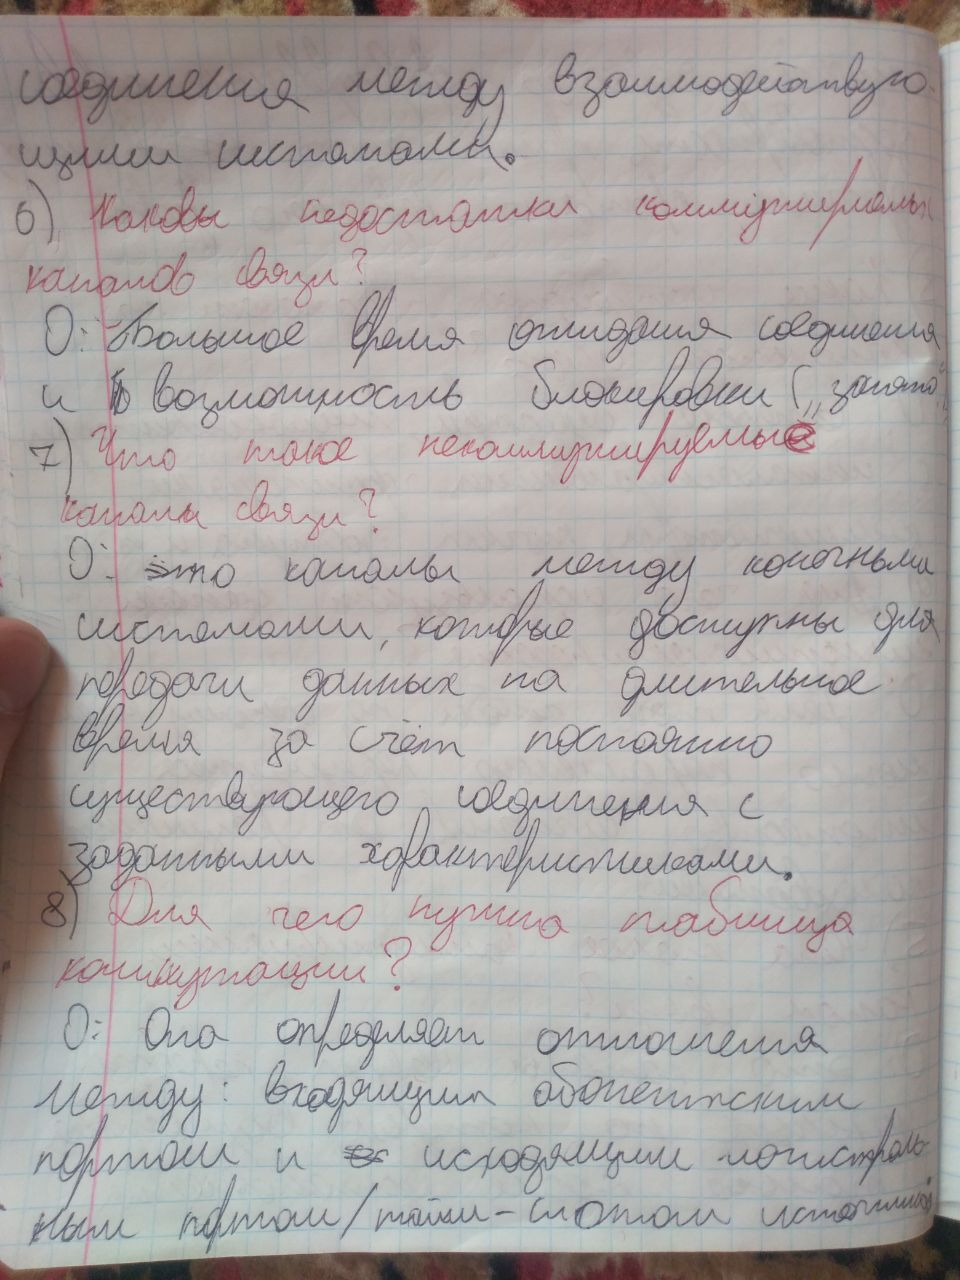 соединения между взаимодействую-
щими системами.
6) Каковы недостатки коммутируемых
каналов связи?
О: Большое время ожидания соединения
и возможность блокировки („занято“
7) Что такое некоммутируемые
каналы связи?
О: это каналы между конечными
системами, которые доступны для
передачи данных на длительное
время за счёт постоянно
существующего соединения с
заданными характеристиками.
8) Для чего нужна таблица
коммутации?
О: Она определяет отношения
между: входящим абонентским
портом и исходящим магистраль-
ным портом/тайм-слотом источника